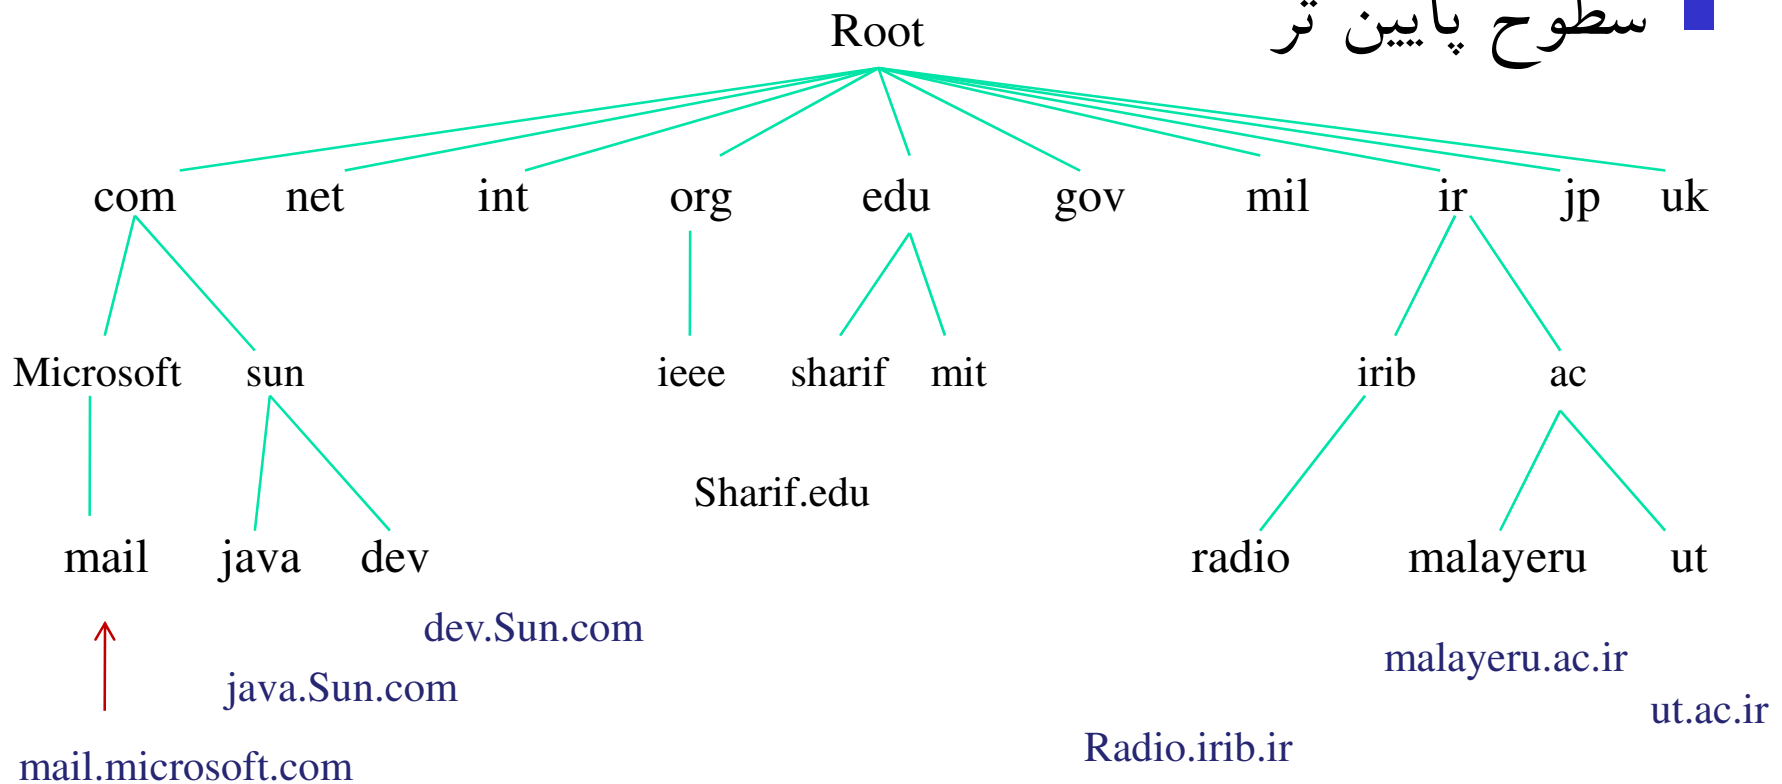 سطوح پایین تر
Root
com net int org edu gov mil ir jp uk
Microsoft sun ieee sharif mit irib ac
Sharif.edu
mail java dev radio malayeru ut
dev.Sun.com
malayeru.ac.ir
java.Sun.com
ut.ac.ir
Radio.irib.ir
mail.microsoft.com